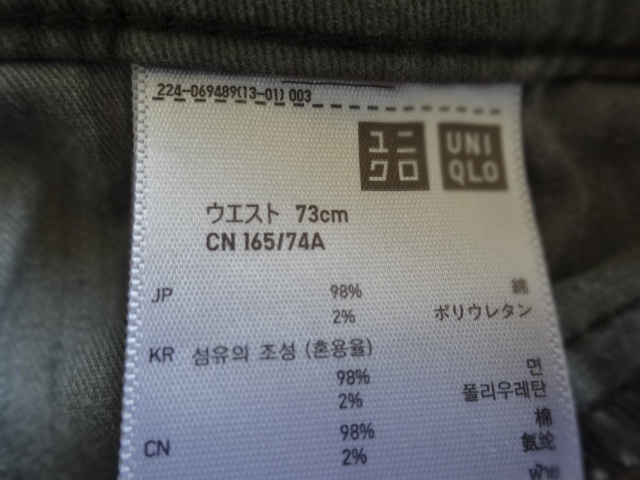 224-069489(13-01) 003
ユニ
クロ
UNI
QLO
ウエスト 73cm
CN 165/74A
JP 98% 綿
2% ポリウレタン
KR 섬유의 조성 (혼용율)
98% 면
2% 폴리우레탄
CN 98% 棉
2% 氨纶